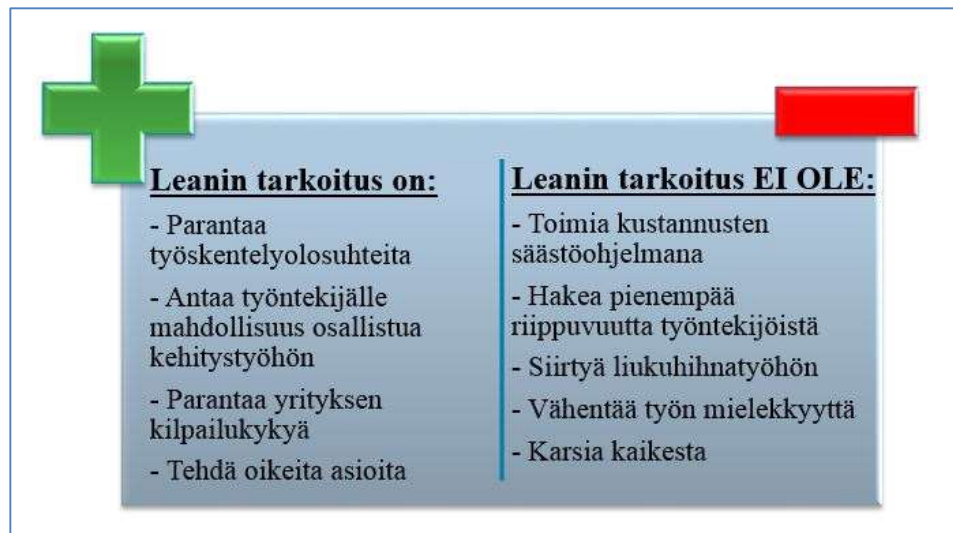 Leanin tarkoitus on:
- Parantaa
työskentelyolosuhteita
- Antaa työntekijälle
mahdollisuus osallistua
kehitystyöhön
- Parantaa yrityksen
kilpailukykyä
- Tehdä oikeita asioita
Leanin tarkoitus EI OLE:
- Toimia kustannusten
säästöohjelmana
- Hakea pienempää
riippuvuutta työntekijöistä
- Siirtyä liukuhihnatyöhön
- Vähentää työn mielekkyyttä
- Karsia kaikesta